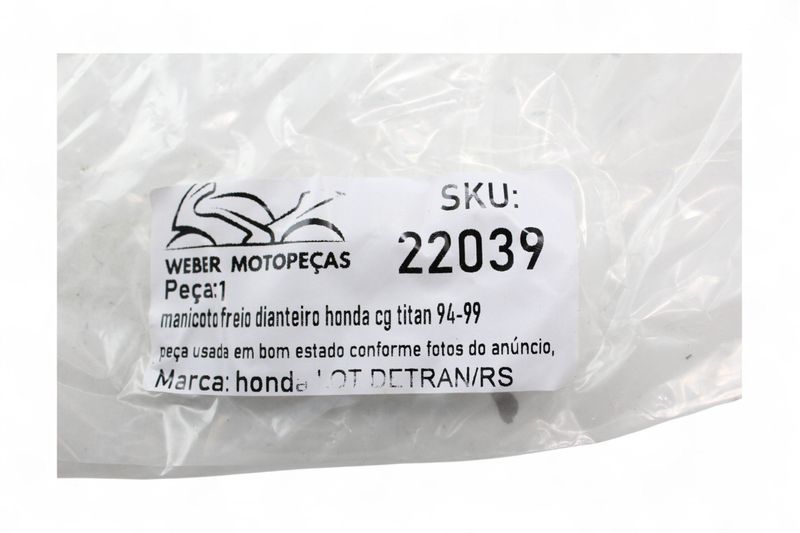 SKU:
22039
WEBER MOTOPEÇAS
Peça:1
manicoto freio dianteiro honda cg titan 94-99
peça usada em bom estado conforme fotos do anúncio,
Marca: honda LOT DETRAN/RS